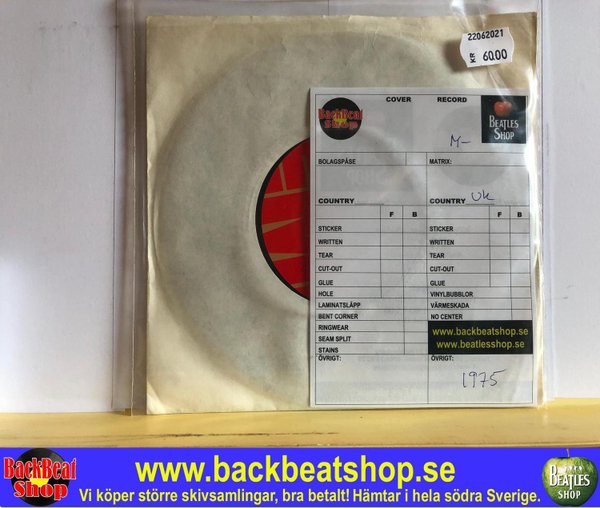 22062021
KR 60.00
COVER RECORD
BackBeat
Shop
BEATLES
SHOP
M-
BOLAGSPÅSE MATRIX:
COUNTRY COUNTRY UK
F B F B
STICKER STICKER
WRITTEN WRITTEN
TEAR TEAR
CUT-OUT CUT-OUT
GLUE GLUE
HOLE VINYLBUBBLOR
LAMINATSLÄPP VÄRMESKADA
BENT CORNER NO CENTER
RINGWEAR
SEAM SPLIT
STAINS
www.backbeatshop.se
www.beatlesshop.se
ÖVRIGT: ÖVRIGT:
1975
BackBeat
Shop
www.backbeatshop.se
Vi köper större skivsamlingar, bra betalt! Hämtar i hela södra Sverige.
BEATLES
SHOP